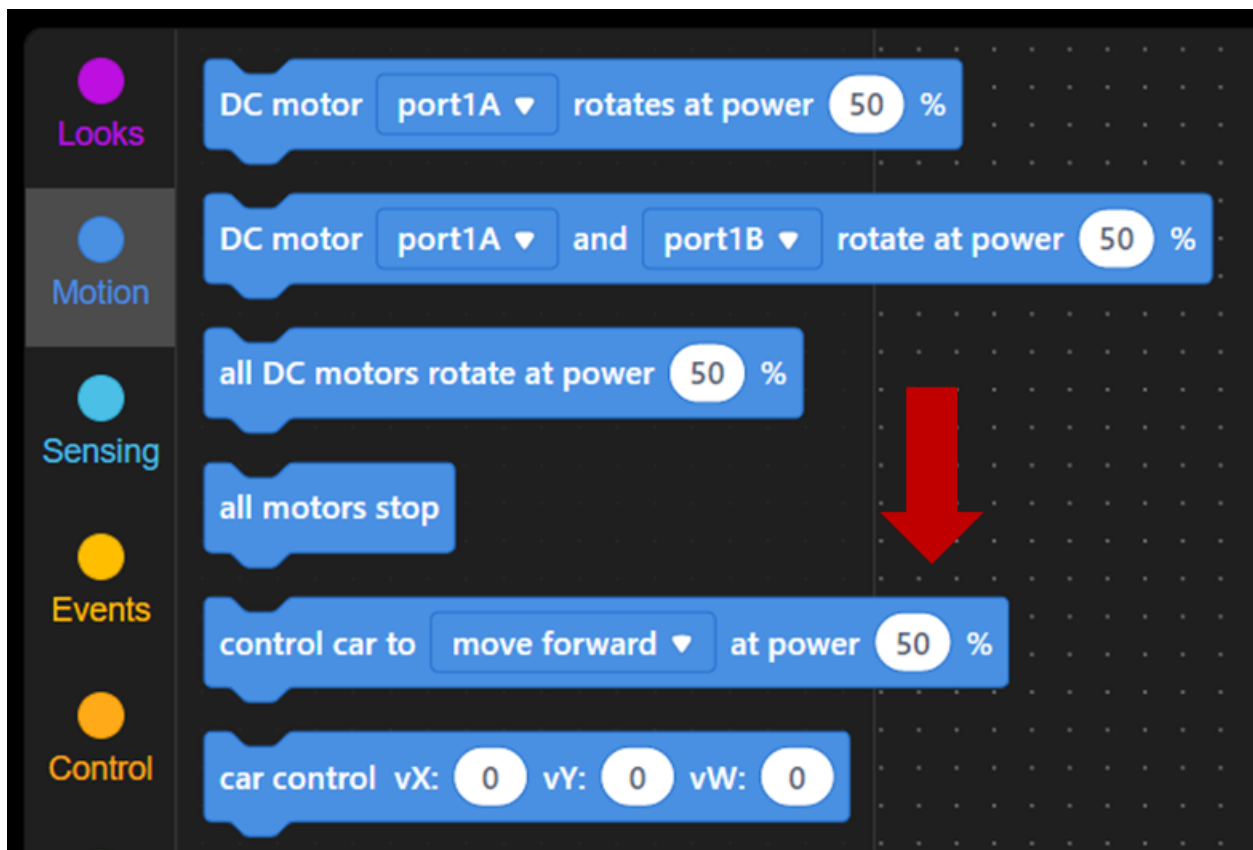 Looks
Motion
Sensing
Events
Control
DC motor port1A rotates at power 50 %
DC motor port1A and port1B rotate at power 50 %
all DC motors rotate at power 50 %
all motors stop
control car to move forward at power 50 %
car control vX: 0 vY: 0 vW: 0